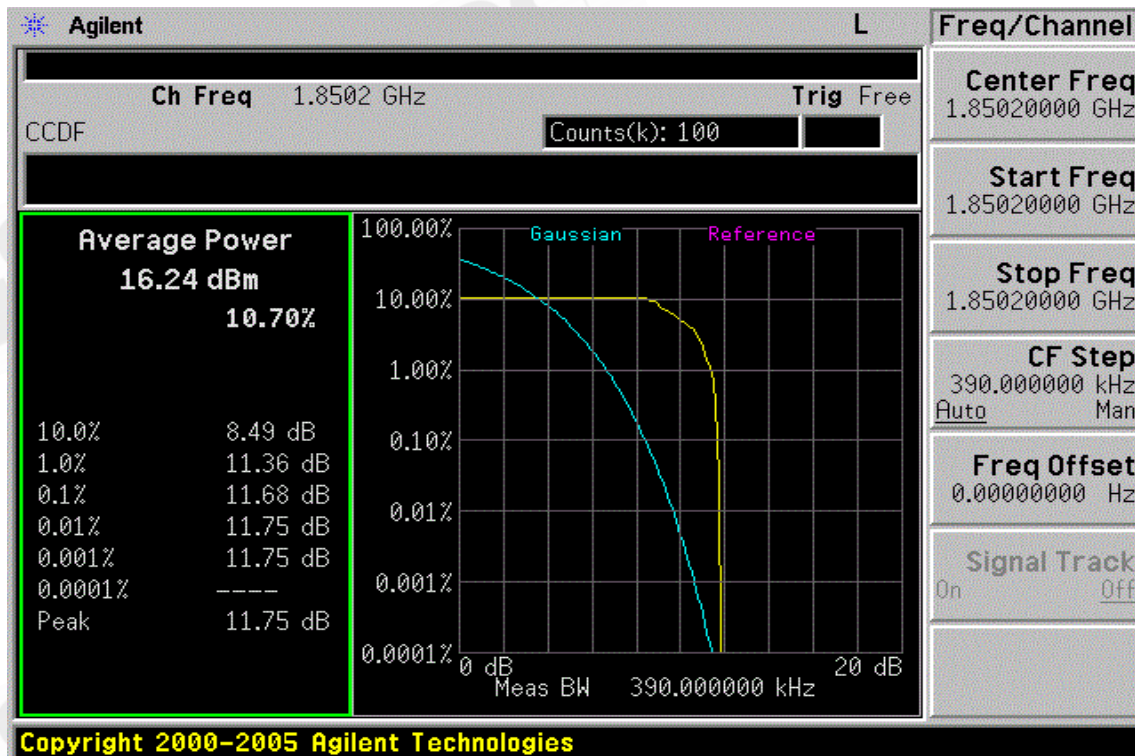 Agilent L Freq/Channel
Ch Freq 1.8502 GHz Trig Free
CCDF Counts(k): 100
Average Power
16.24 dBm
10.70%
10.0% 8.49 dB
1.0% 11.36 dB
0.1% 11.68 dB
0.01% 11.75 dB
0.001% 11.75 dB
0.0001% ----
Peak 11.75 dB
100.00%
Gaussian Reference
10.00%
1.00%
0.10%
0.01%
0.001%
0.0001%
0 dB 20 dB
Meas BW 390.000000 kHz
Center Freq
1.85020000 GHz
Start Freq
1.85020000 GHz
Stop Freq
1.85020000 GHz
CF Step
390.000000 kHz
Auto Man
Freq Offset
0.00000000 Hz
Signal Track
On Off
Copyright 2000-2005 Agilent Technologies